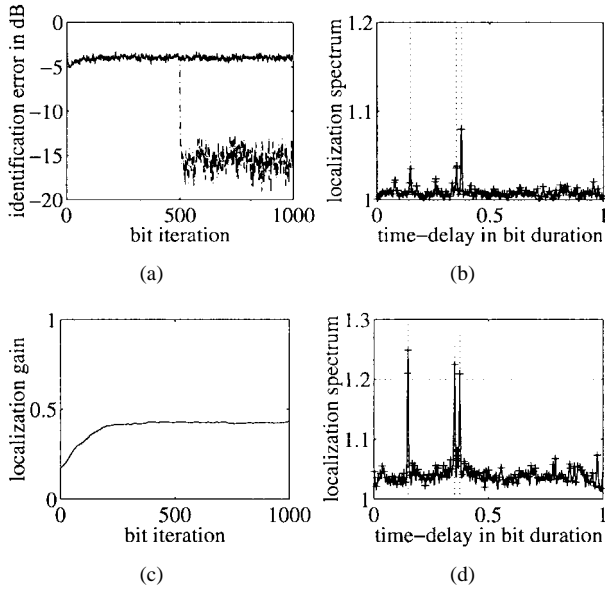 identification error in dB
0
−5
−10
−15
−20
0
500
1000
bit iteration
(a)
localization spectrum
1.2
1.1
1
0
0.5
1
time−delay in bit duration
(b)
localization gain
1
0.5
0
0
500
1000
bit iteration
(c)
localization spectrum
1.3
1.2
1.1
1
0
0.5
1
time−delay in bit duration
(d)